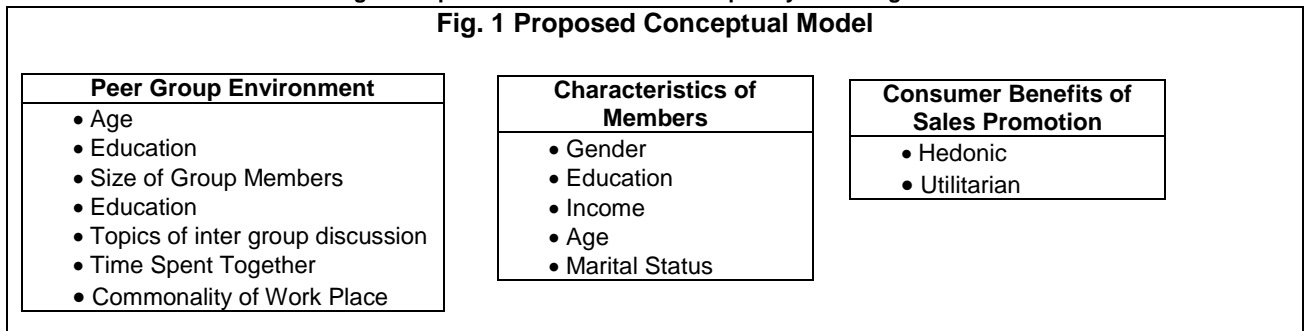 Fig. 1 Proposed Conceptual Model
Peer Group Environment
• Age
• Education
• Size of Group Members
• Education
• Topics of inter group discussion
• Time Spent Together
• Commonality of Work Place
Characteristics of
Members
• Gender
• Education
• Income
• Age
• Marital Status
Consumer Benefits of
Sales Promotion
• Hedonic
• Utilitarian